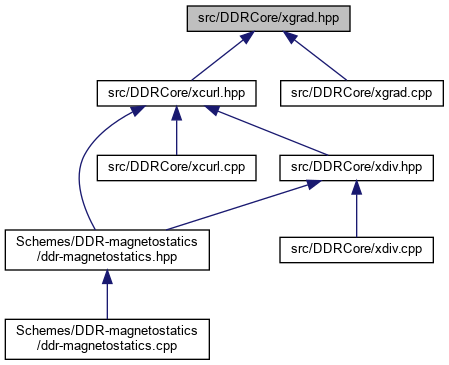 src/DDRCore/xgrad.hpp
src/DDRCore/xcurl.hpp
src/DDRCore/xgrad.cpp
src/DDRCore/xcurl.cpp
src/DDRCore/xdiv.hpp
Schemes/DDR-magnetostatics
/ddr-magnetostatics.hpp
src/DDRCore/xdiv.cpp
Schemes/DDR-magnetostatics
/ddr-magnetostatics.cpp